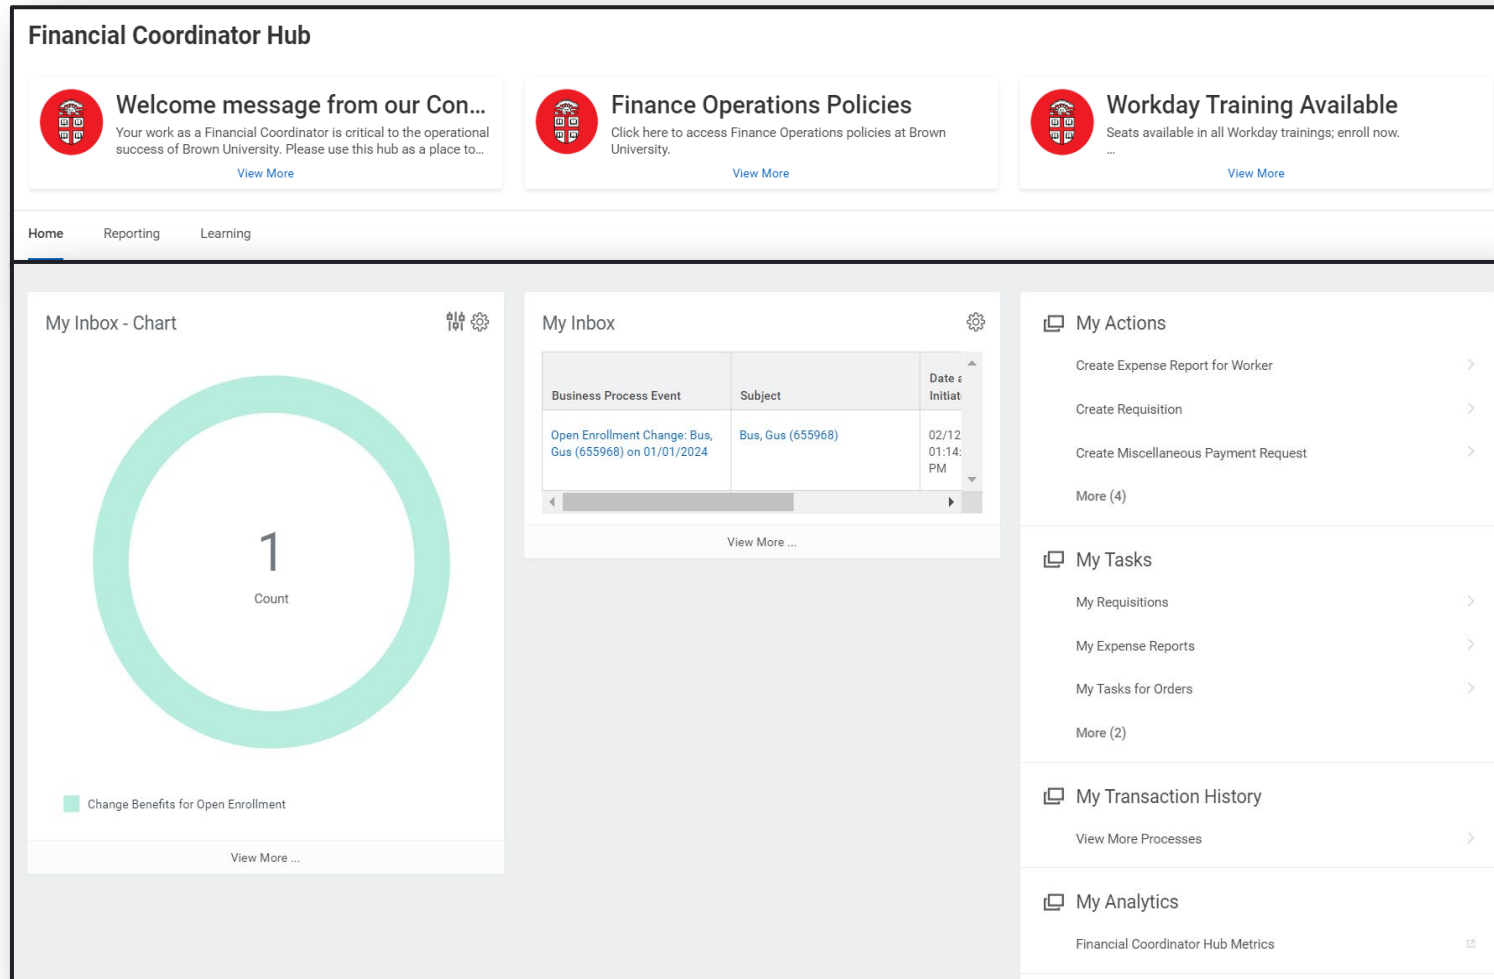 Financial Coordinator Hub
Welcome message from our Con...
Your work as a Financial Coordinator is critical to the operational
success of Brown University. Please use this hub as a place to...
View More
Finance Operations Policies
Click here to access Finance Operations policies at Brown
University.
View More
Workday Training Available
Seats available in all Workday trainings; enroll now.
...
View More
Home Reporting Learning
My Inbox - Chart
1
Count
Change Benefits for Open Enrollment
View More ...
My Inbox
Business Process Event Subject Date a
Initiat
Open Enrollment Change: Bus, Bus, Gus (655968) 02/12
Gus (655968) on 01/01/2024 01:14:
PM
View More ...
My Actions
Create Expense Report for Worker
Create Requisition
Create Miscellaneous Payment Request
More (4)
My Tasks
My Requisitions
My Expense Reports
My Tasks for Orders
More (2)
My Transaction History
View More Processes
My Analytics
Financial Coordinator Hub Metrics